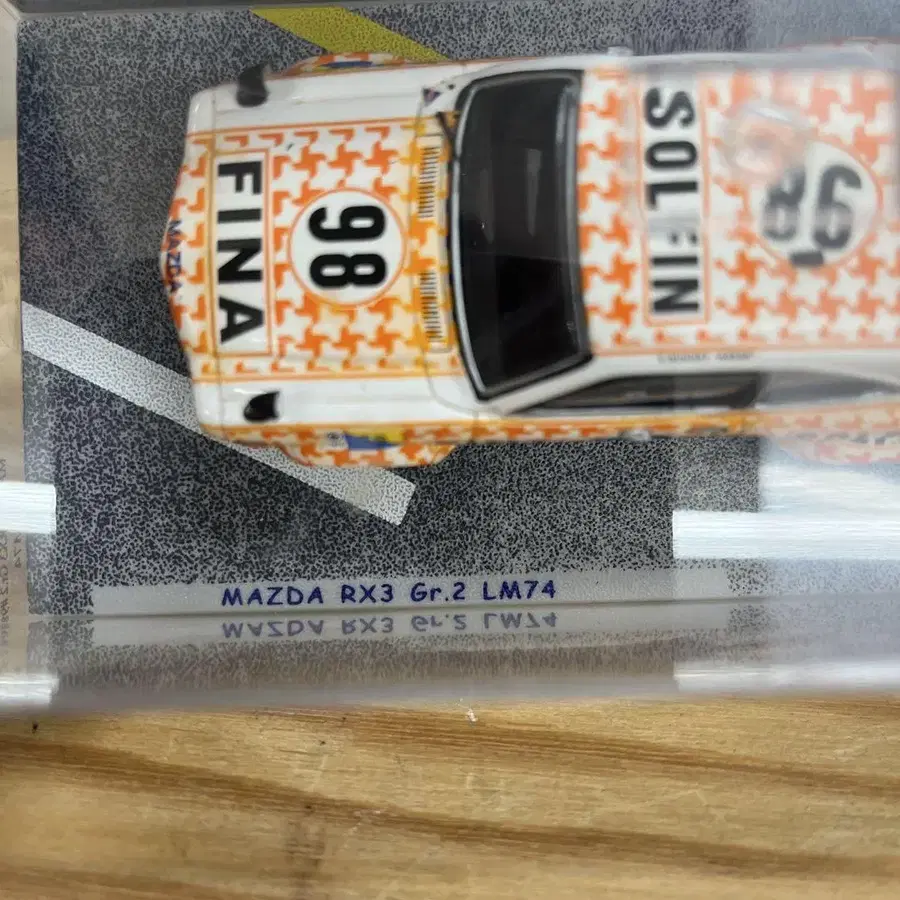 FINA
98
MAZDA
SOLFIN
98
MAZDA RX3 Gr.2 LM74